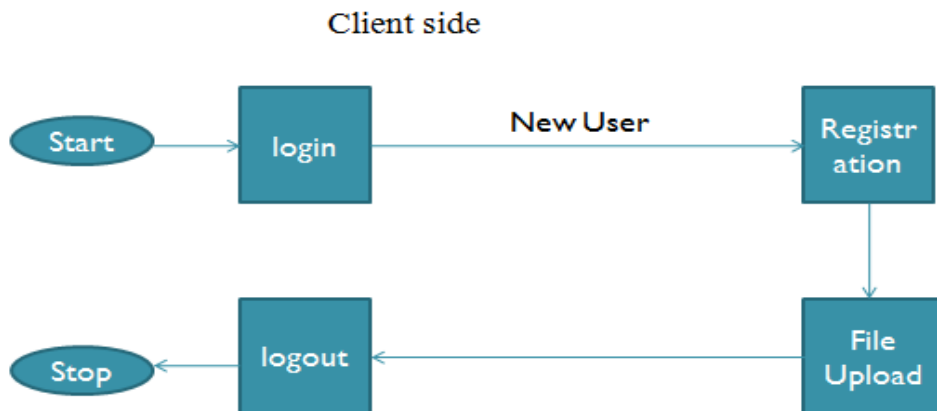 Client side
Start
login
New User
Registr
ation
Stop
logout
File
Upload